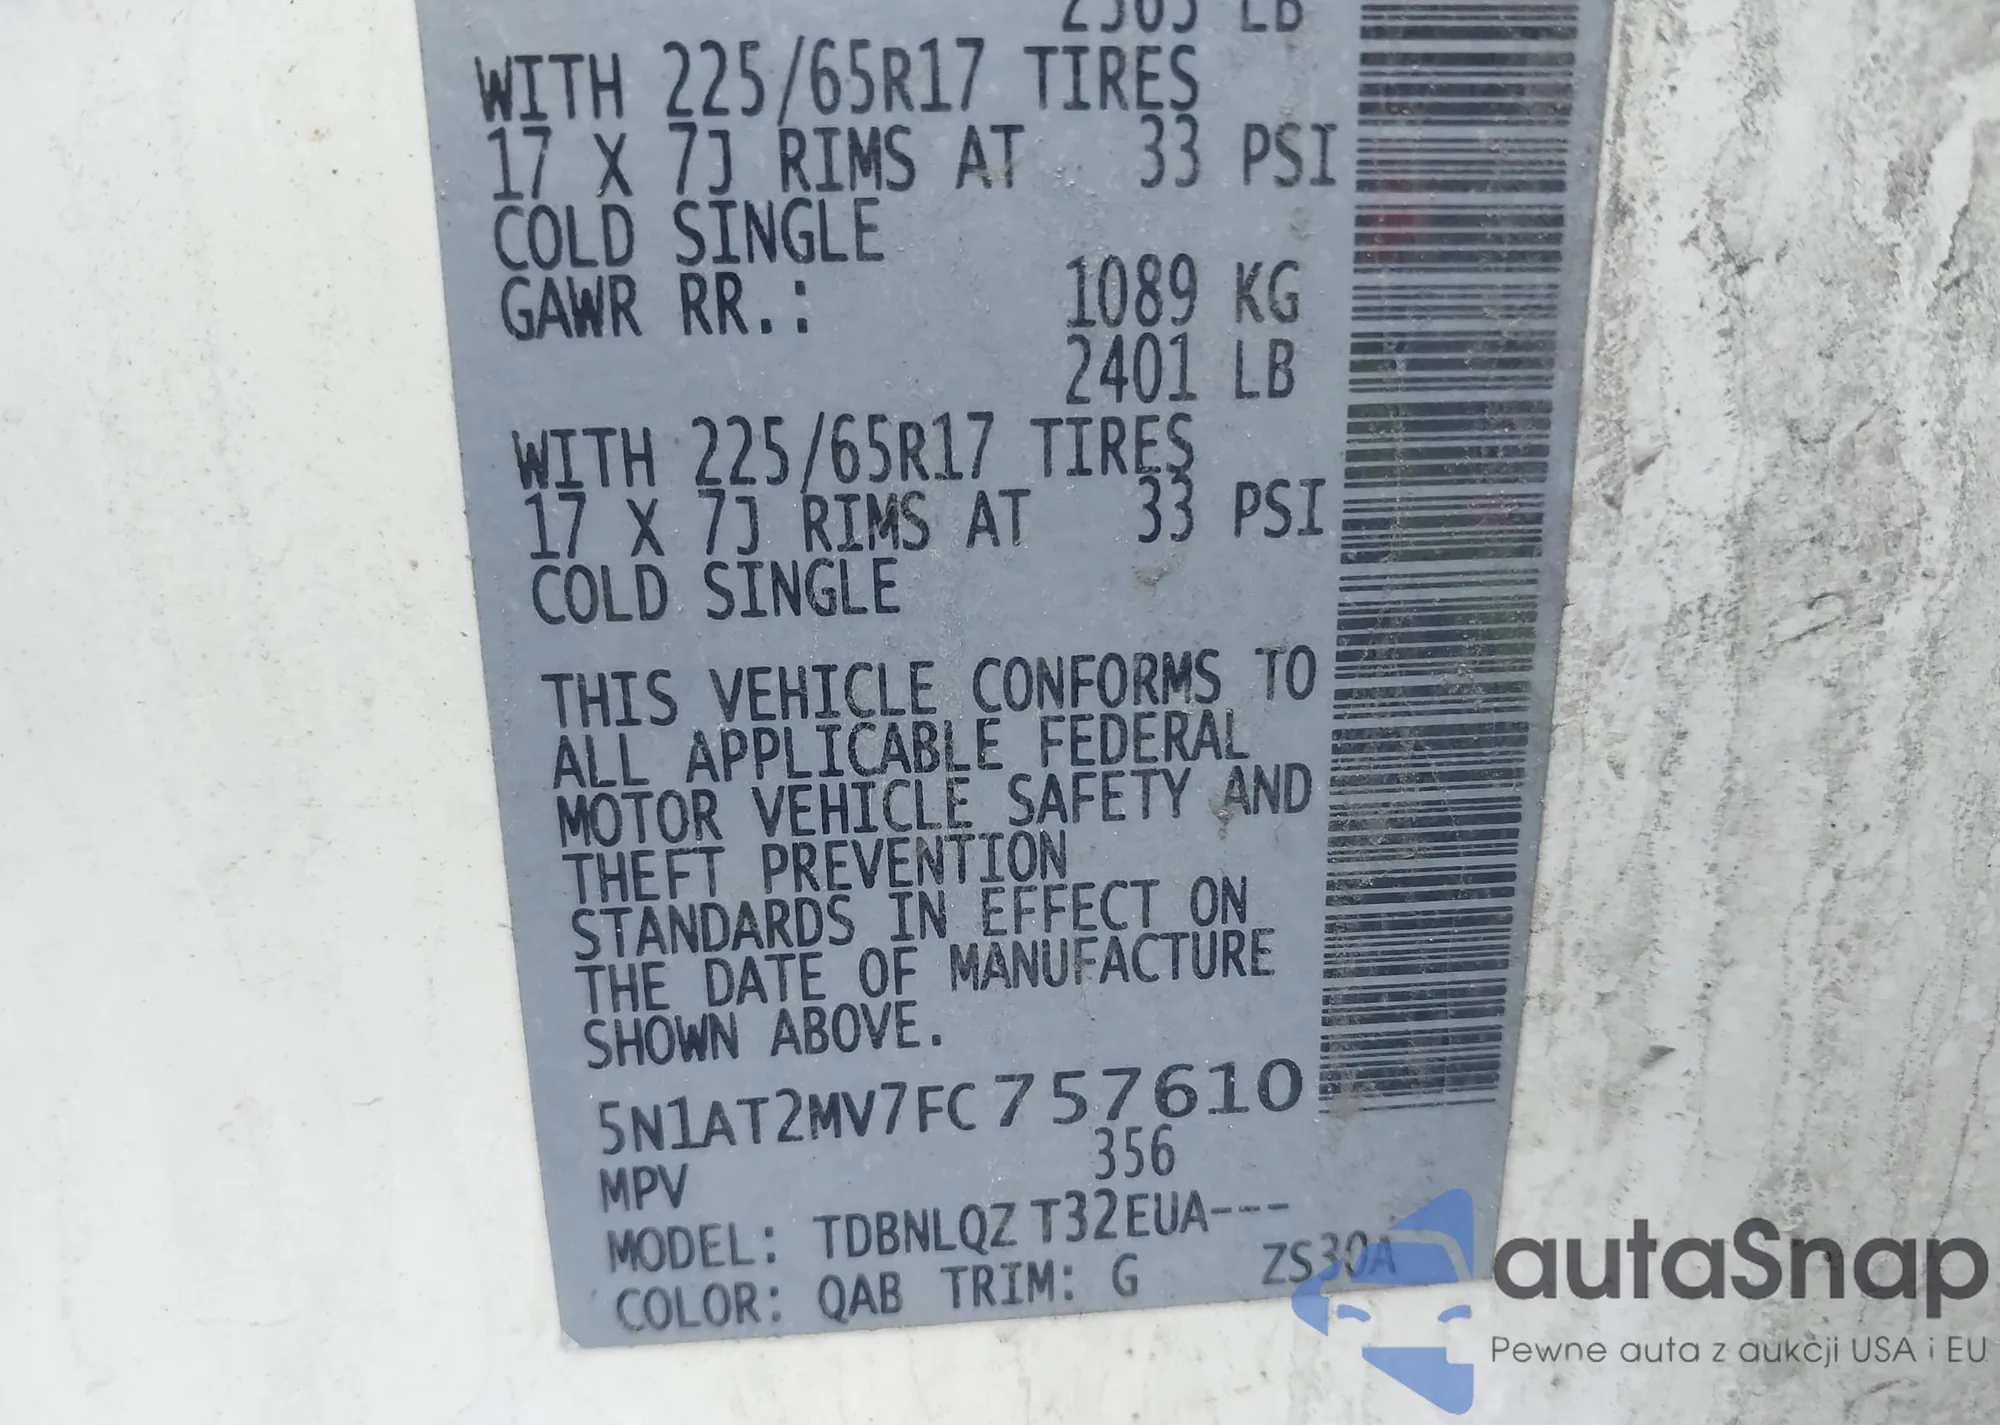 LB
WITH 225/65R17 TIRES
17 X 7J RIMS AT 33 PSI
COLD SINGLE
GAWR RR.: 1089 KG
2401 LB
WITH 225/65R17 TIRES
17 X 7J RIMS AT 33 PSI
COLD SINGLE
THIS VEHICLE CONFORMS TO
ALL APPLICABLE FEDERAL
MOTOR VEHICLE SAFETY AND
THEFT PREVENTION
STANDARDS IN EFFECT ON
THE DATE OF MANUFACTURE
SHOWN ABOVE.
5N1AT2MV7FC757610
MPV 356
MODEL: TDBNLQZ T32EUA---
COLOR: QAB TRIM: G ZS30A
autoSnap
Pewne auta z aukcji USA i EU